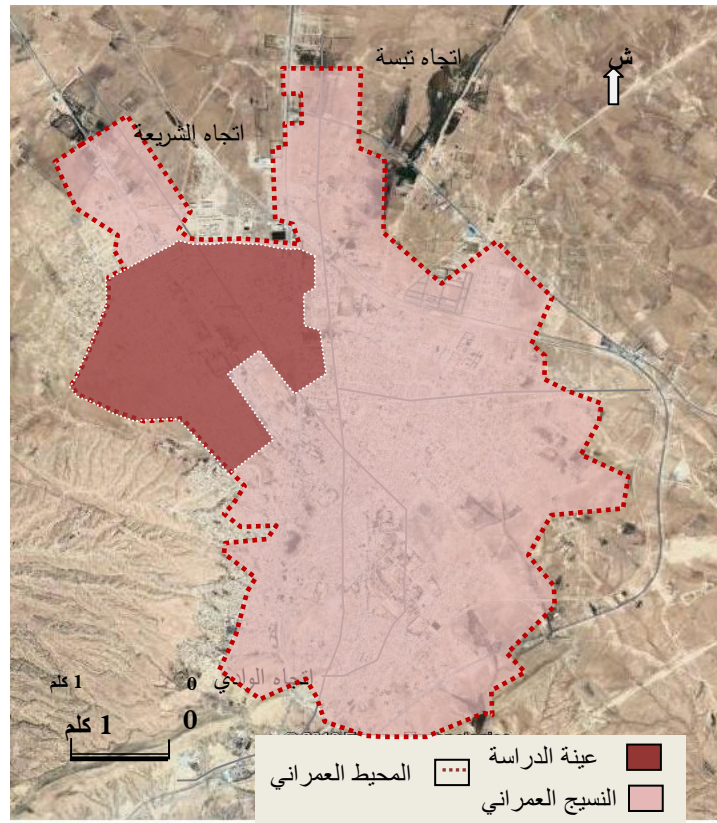 اتجاه تبسة
ش
اتجاه الشريعة
اتجاه الوادي
1 كلم 0
1 كلم 0
عينة الدراسة
المحيط العمراني
النسيج العمراني